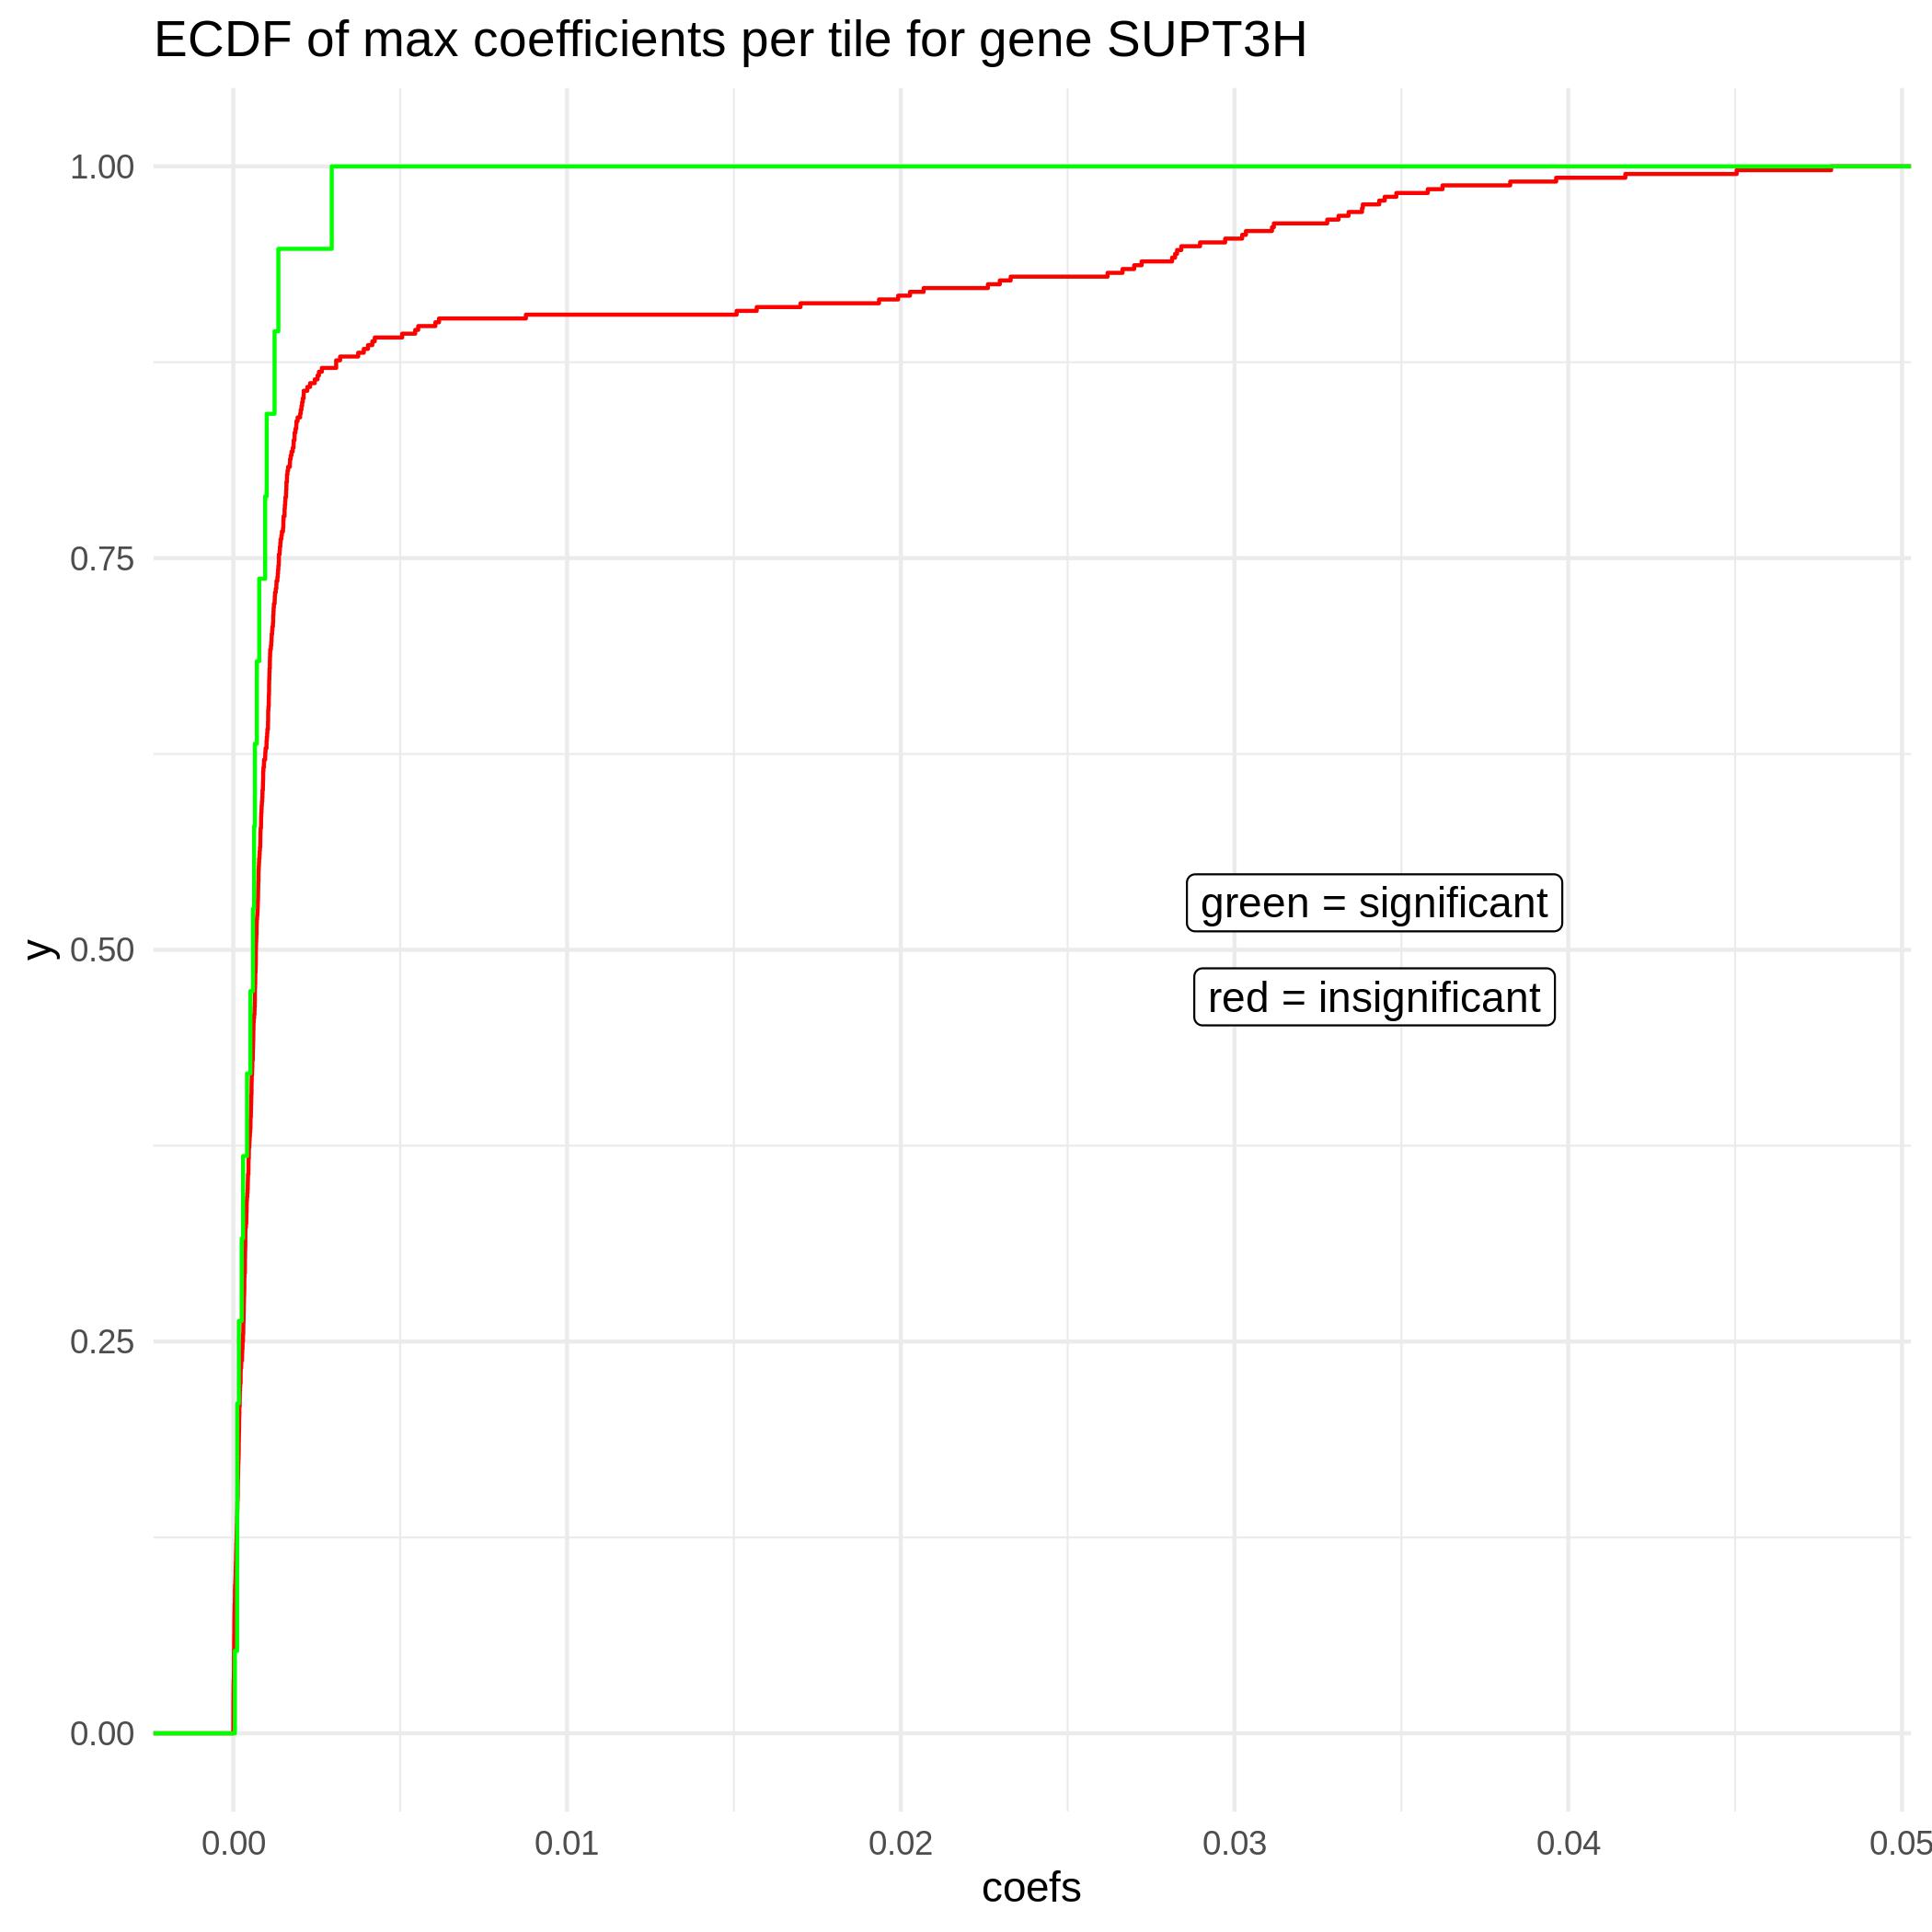 ECDF of max coefficients per tile for gene SUPT3H
1.00
0.75
0.50
0.25
0.00
y
green = significant
red = insignificant
0.00 0.01 0.02 0.03 0.04 0.05
coefs